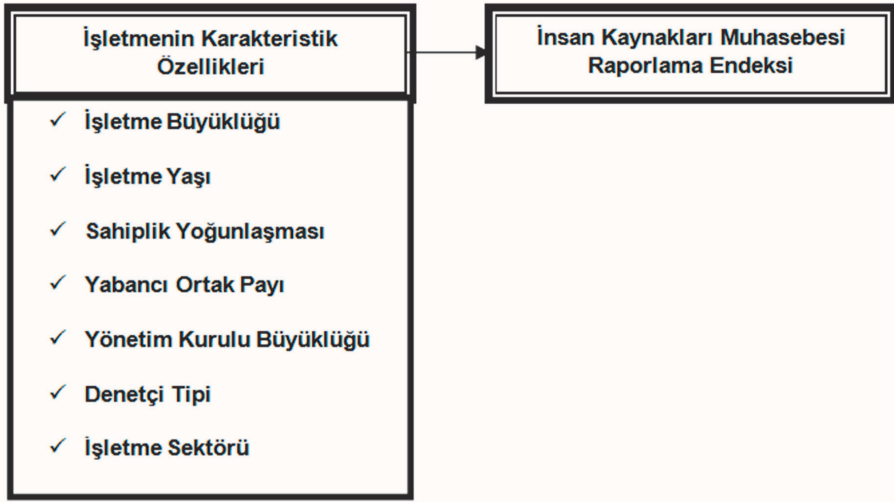 İşletmenin Karakteristik
Özellikleri
İnsan Kaynakları Muhasebesi
Raporlama Endeksi
✓ İşletme Büyüklüğü
✓ İşletme Yaşı
✓ Sahiplik Yoğunlaşması
✓ Yabancı Ortak Payı
✓ Yönetim Kurulu Büyüklüğü
✓ Denetçi Tipi
✓ İşletme Sektörü